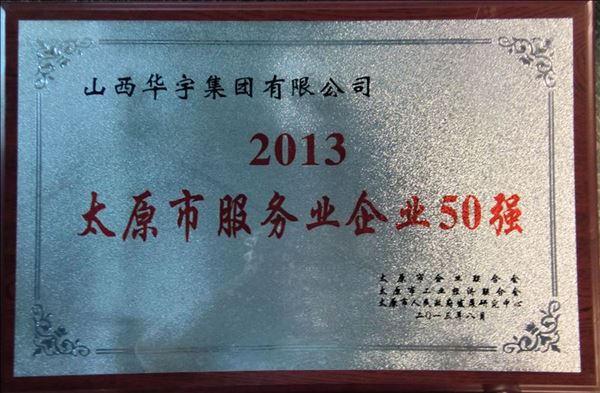 山西华宇集团有限公司
2013
太原市服务业企业50强
太原市企业联合会
太原市工业经济联合会
太原市人民政府发展研究中心
二〇一三年八月